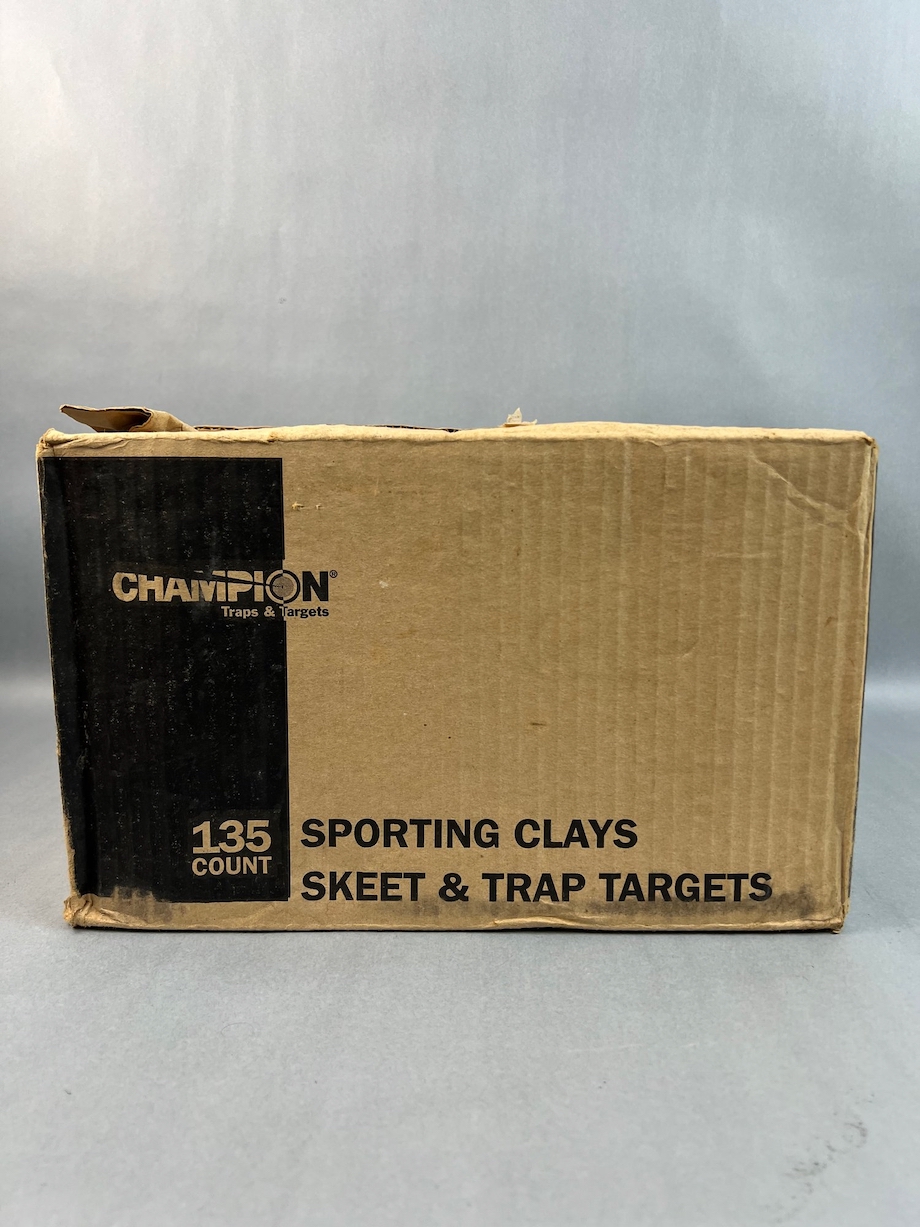 CHAMPION®
Traps & Targets
135
COUNT
SPORTING CLAYS
SKEET & TRAP TARGETS